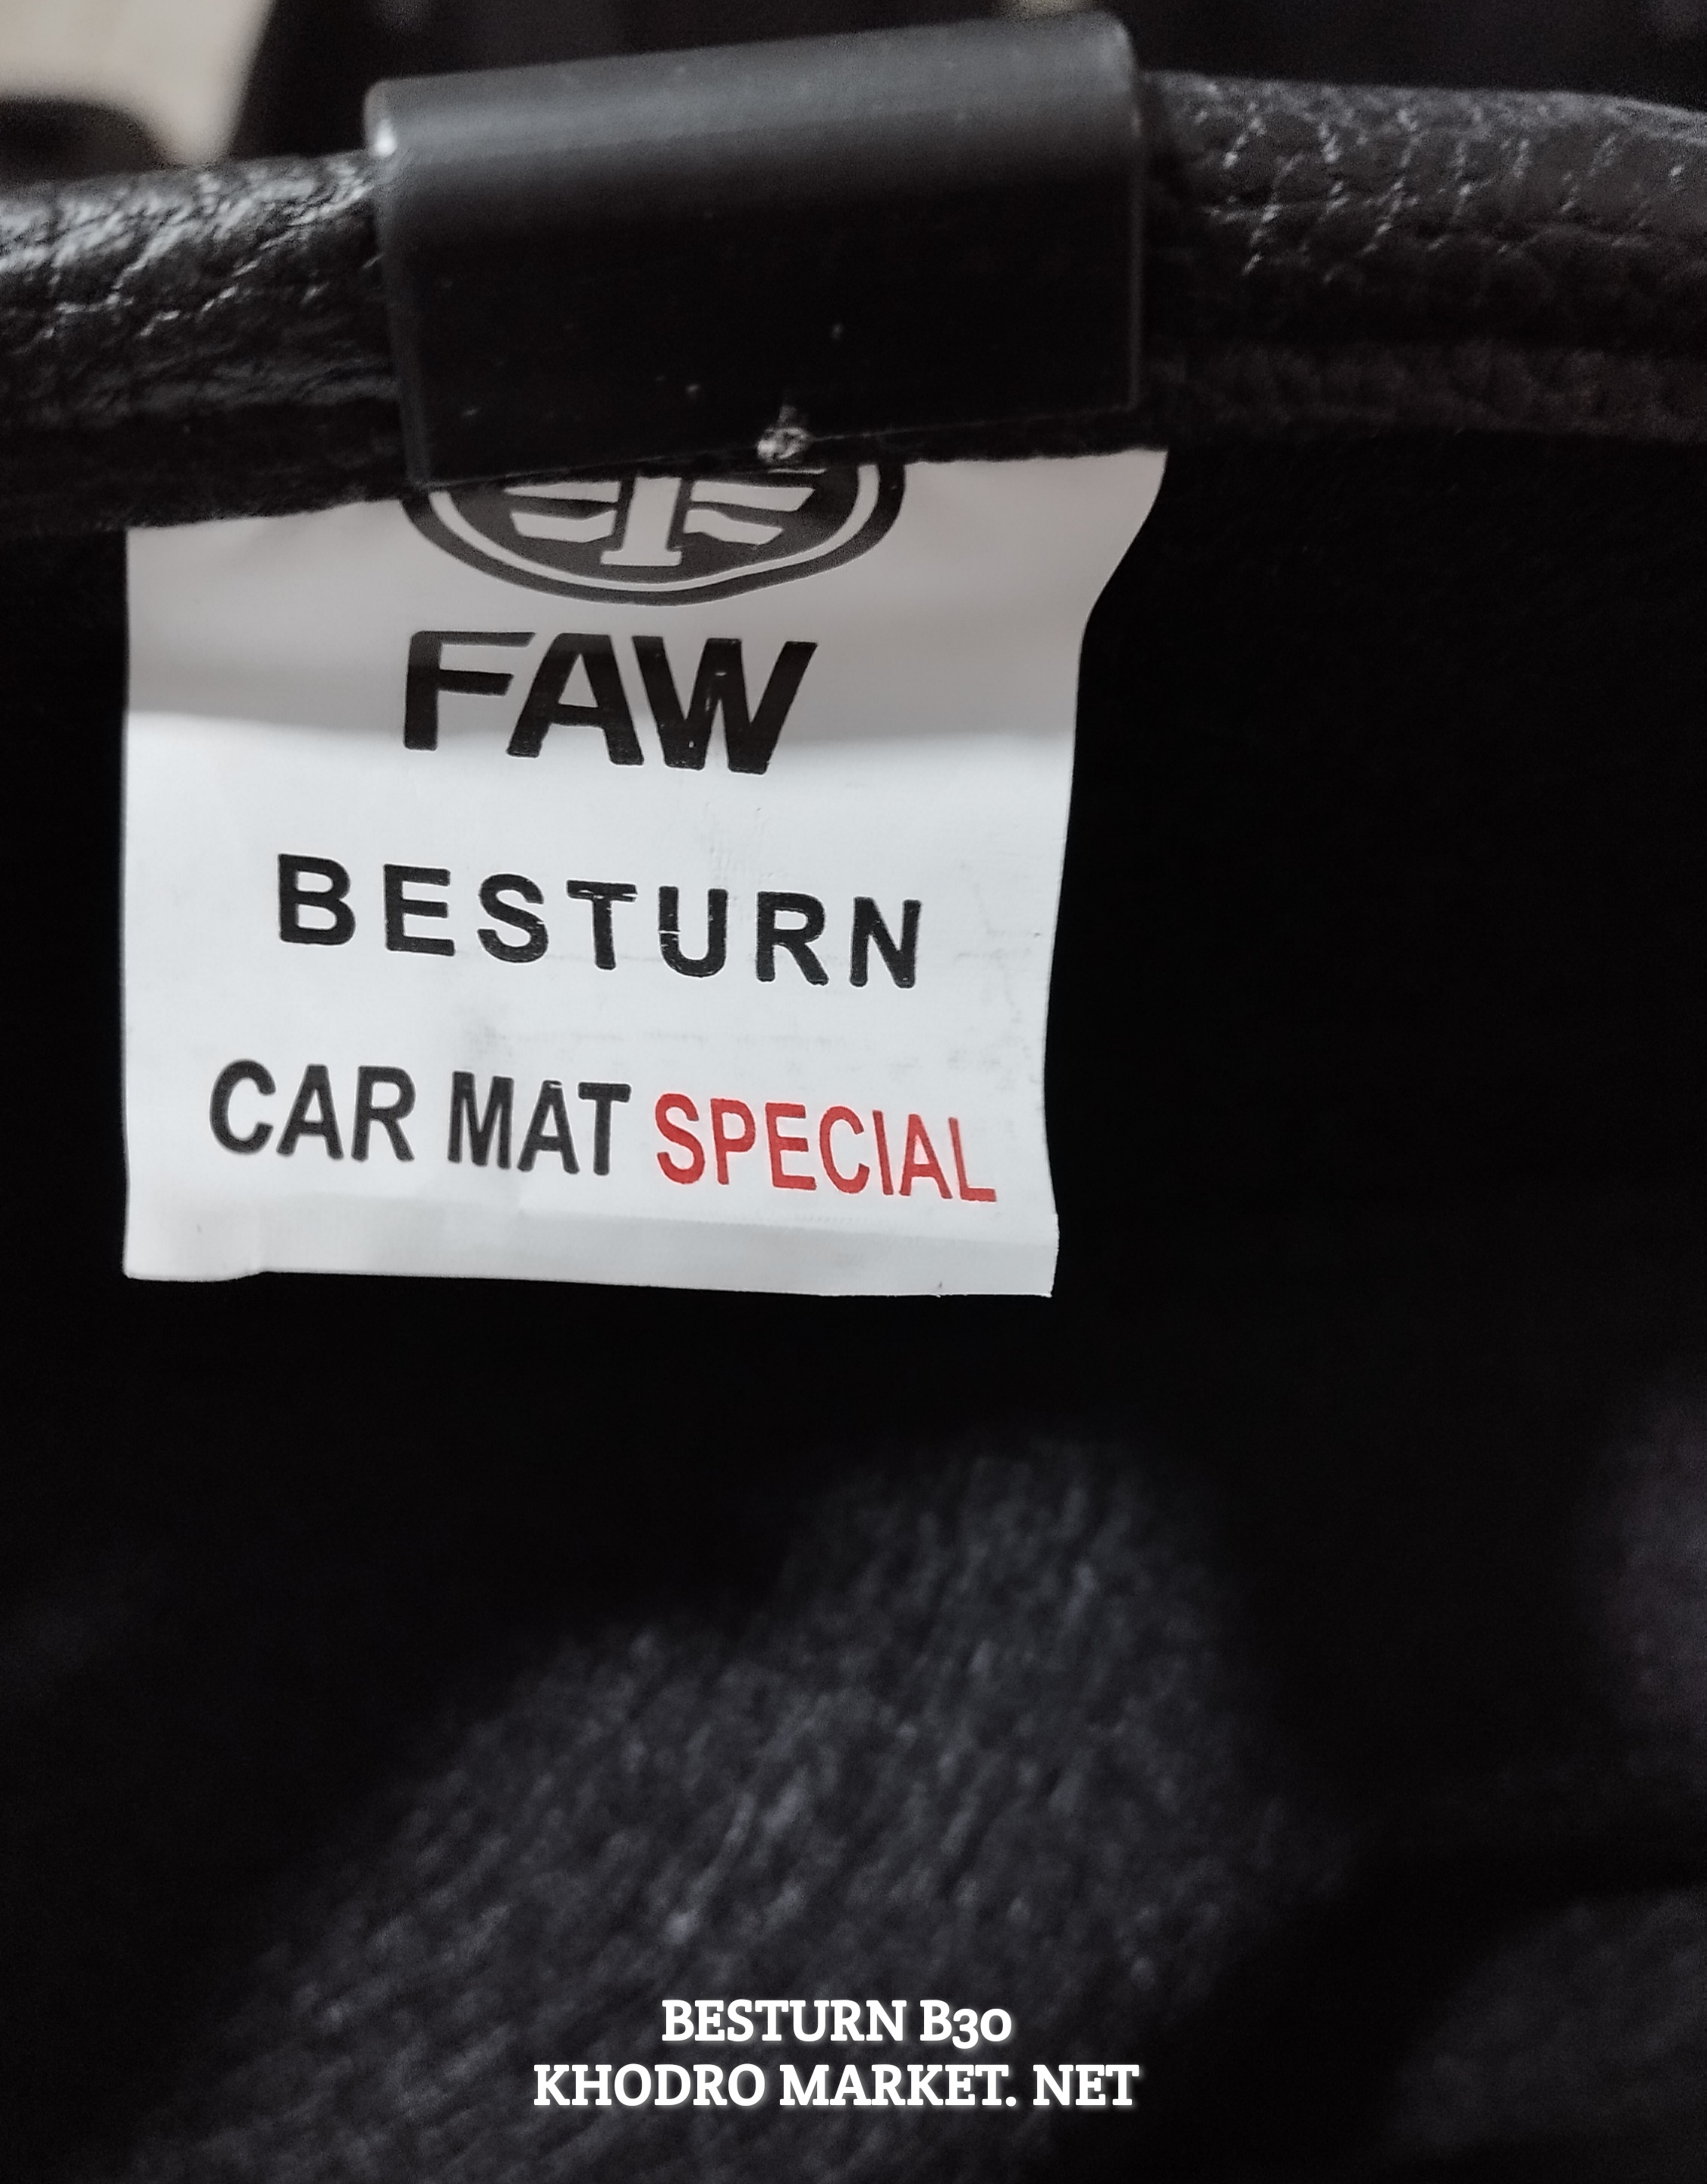 FAW
BESTURN
CAR MAT SPECIAL
BESTURN B30
KHODRO MARKET. NET